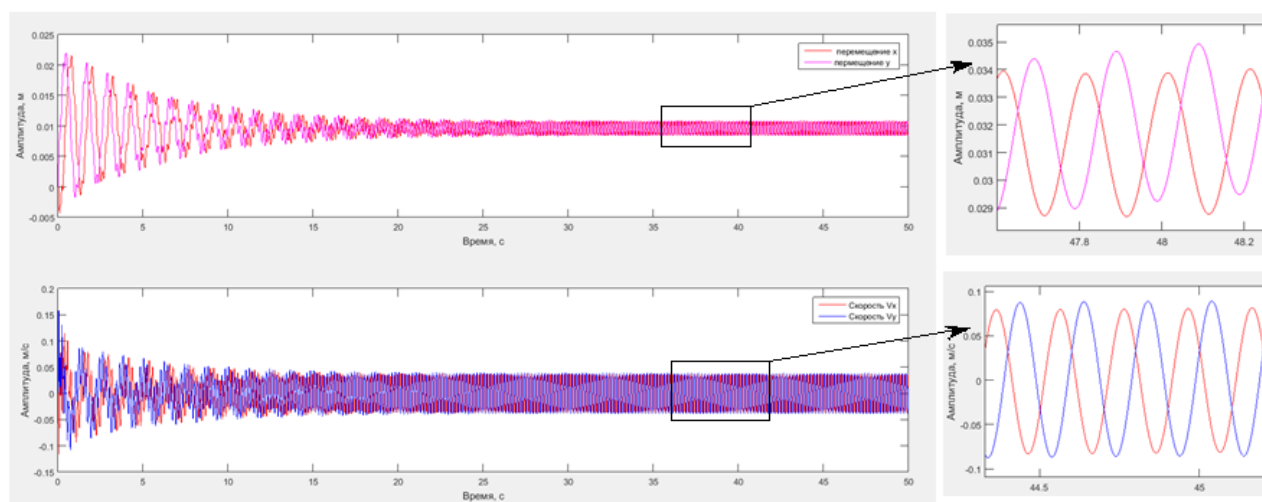 0.025
0.02
0.015
0.01
0.005
0
-0.005
Амплитуда, м
0 5 10 15 20 25 30 35 40 45 50
Время, с
перемещение x
пермещение y
0.035
0.034
0.033
0.032
0.031
0.03
0.029
Амплитуда, м
47.8 48 48.2
0.2
0.15
0.1
0.05
0
-0.05
-0.1
-0.15
Амплитуда, м/с
0 5 10 15 20 25 30 35 40 45 50
Время, с
Скорость Vx
Скорость Vy
0.1
0.05
0
-0.05
-0.1
Амплитуда, м/с
44.5 45